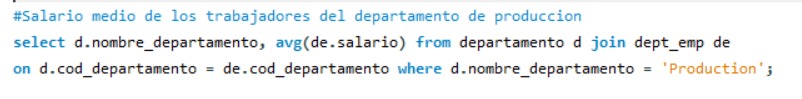 #Salario medio de los trabajadores del departamento de produccion
select d.nombre_departamento, avg(de.salario) from departamento d join dept_emp de
on d.cod_departamento = de.cod_departamento where d.nombre_departamento = 'Production';